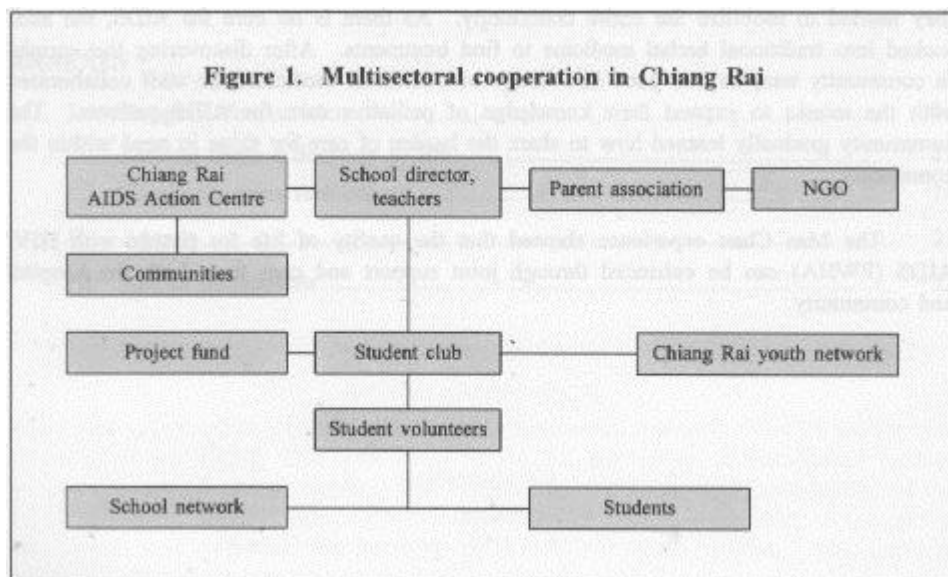 Figure 1. Multisectoral cooperation in Chiang Rai
Chiang Rai
AIDS Action Centre
School director,
teachers
Parent association
NGO
Communities
Project fund
Student club
Chiang Rai youth network
Student volunteers
School network
Students